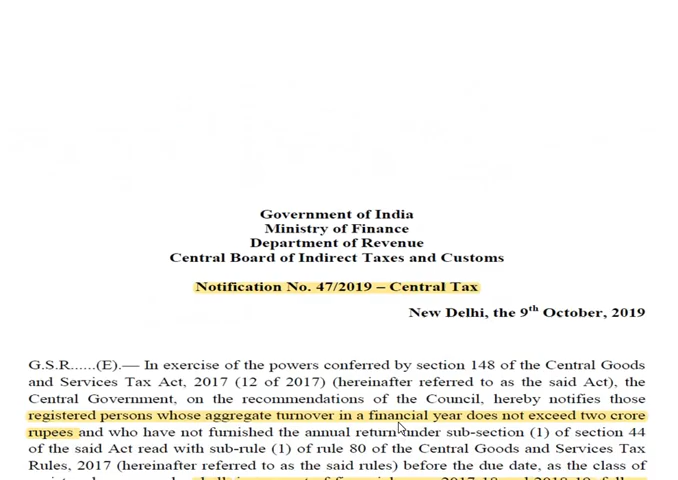 Government of India
Ministry of Finance
Department of Revenue
Central Board of Indirect Taxes and Customs
Notification No. 47/2019 – Central Tax
New Delhi, the 9th October, 2019
G.S.R......(E).— In exercise of the powers conferred by section 148 of the Central Goods
and Services Tax Act, 2017 (12 of 2017) (hereinafter referred to as the said Act), the
Central Government, on the recommendations of the Council, hereby notifies those
registered persons whose aggregate turnover in a financial year does not exceed two crore
rupees and who have not furnished the annual return under sub-section (1) of section 44
of the said Act read with sub-rule (1) of rule 80 of the Central Goods and Services Tax
Rules, 2017 (hereinafter referred to as the said rules) before the due date, as the class of